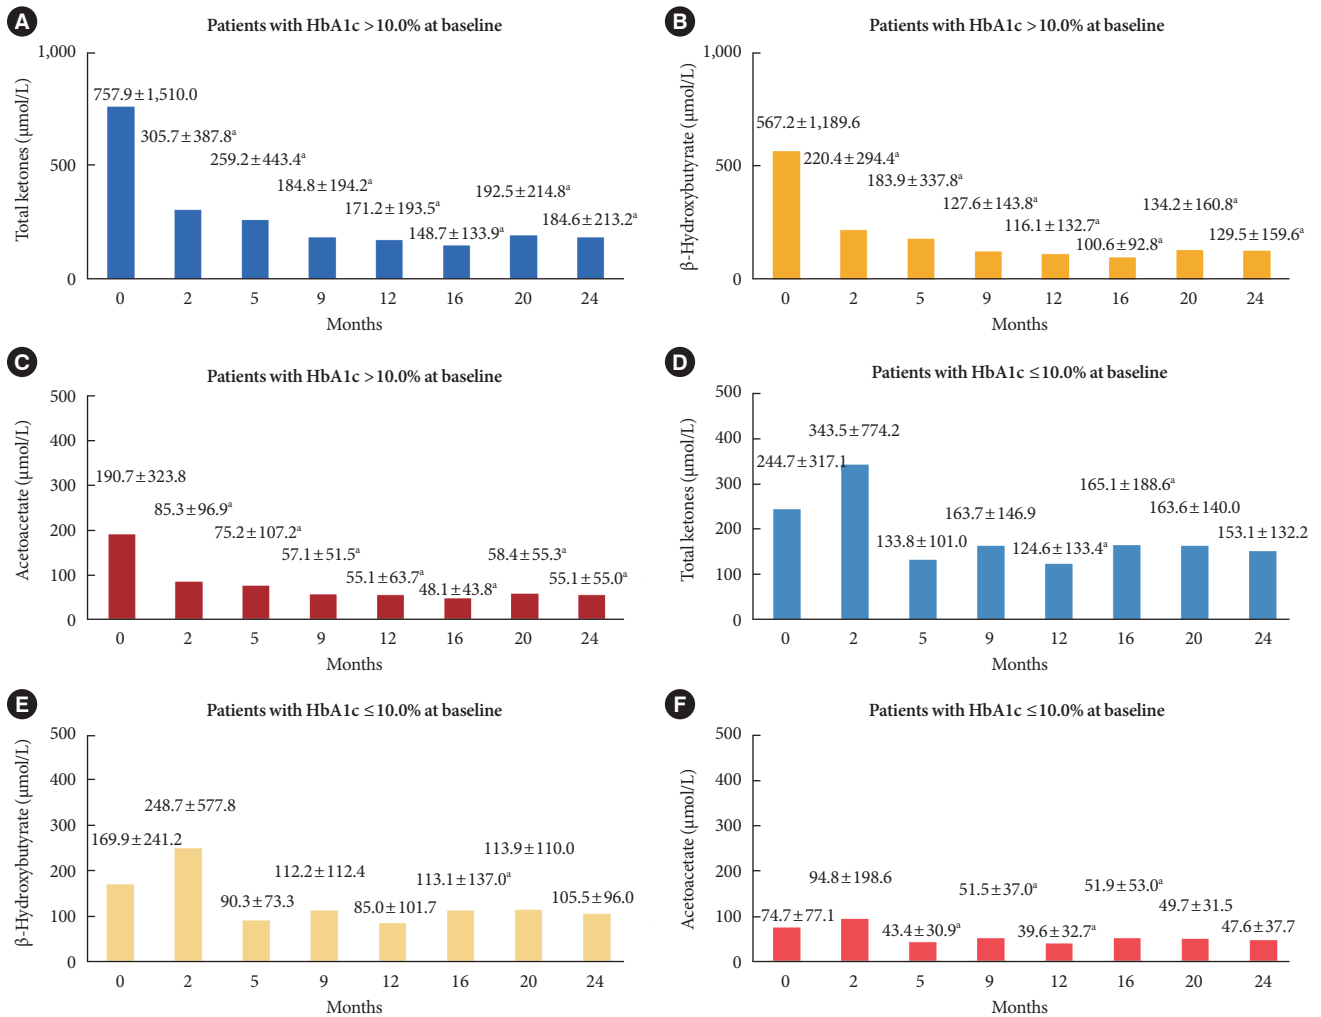 A
Patients with HbA1c >10.0% at baseline
Total ketones (μmol/L)
1,000
500
0
757.9±1,510.0
305.7±387.8ᵃ
259.2±443.4ᵃ
184.8±194.2ᵃ
171.2±193.5ᵃ
148.7±133.9ᵃ
192.5±214.8ᵃ
184.6±213.2ᵃ
0 2 5 9 12 16 20 24
Months
B
Patients with HbA1c >10.0% at baseline
β-Hydroxybutyrate (μmol/L)
1,000
500
0
567.2±1,189.6
220.4±294.4ᵃ
183.9±337.8ᵃ
127.6±143.8ᵃ
116.1±132.7ᵃ
100.6±92.8ᵃ
134.2±160.8ᵃ
129.5±159.6ᵃ
0 2 5 9 12 16 20 24
Months
C
Patients with HbA1c >10.0% at baseline
Acetoacetate (μmol/L)
500
400
300
200
100
0
190.7±323.8
85.3±96.9ᵃ
75.2±107.2ᵃ
57.1±51.5ᵃ
55.1±63.7ᵃ
48.1±43.8ᵃ
58.4±55.3ᵃ
55.1±55.0ᵃ
0 2 5 9 12 16 20 24
Months
D
Patients with HbA1c ≤10.0% at baseline
Total ketones (μmol/L)
500
400
300
200
100
0
244.7±317.1
343.5±774.2
133.8±101.0
163.7±146.9
124.6±133.4ᵃ
165.1±188.6ᵃ
163.6±140.0
153.1±132.2
0 2 5 9 12 16 20 24
Months
E
Patients with HbA1c ≤10.0% at baseline
β-Hydroxybutyrate (μmol/L)
500
400
300
200
100
0
169.9±241.2
248.7±577.8
90.3±73.3
112.2±112.4
85.0±101.7
113.1±137.0ᵃ
113.9±110.0
105.5±96.0
0 2 5 9 12 16 20 24
Months
F
Patients with HbA1c ≤10.0% at baseline
Acetoacetate (μmol/L)
500
400
300
200
100
0
74.7±77.1
94.8±198.6
43.4±30.9ᵃ
51.5±37.0ᵃ
39.6±32.7ᵃ
51.9±53.0ᵃ
49.7±31.5
47.6±37.7
0 2 5 9 12 16 20 24
Months